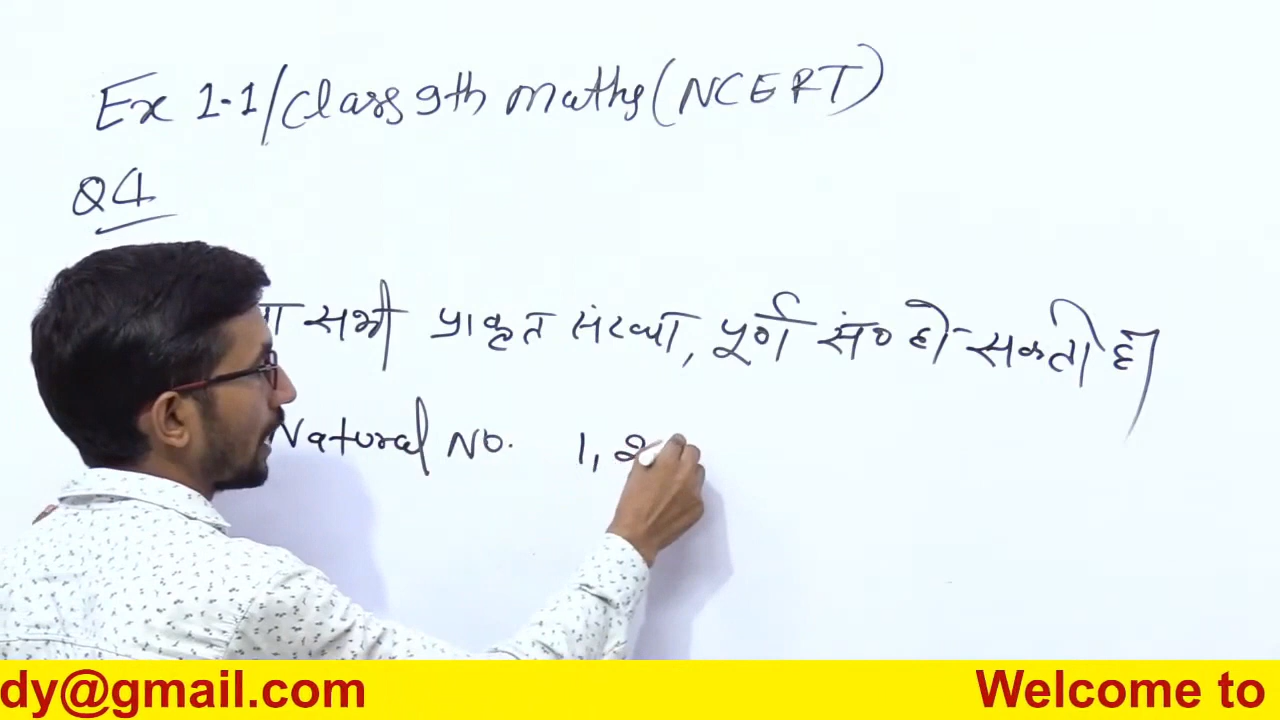 Ex 1.1/Class 9th maths (NCERT)
Q4
सभी प्राकृत संख्या, पूर्ण सं० हो सकती है।
Natural No. 1, 2
dy@gmail.com Welcome to